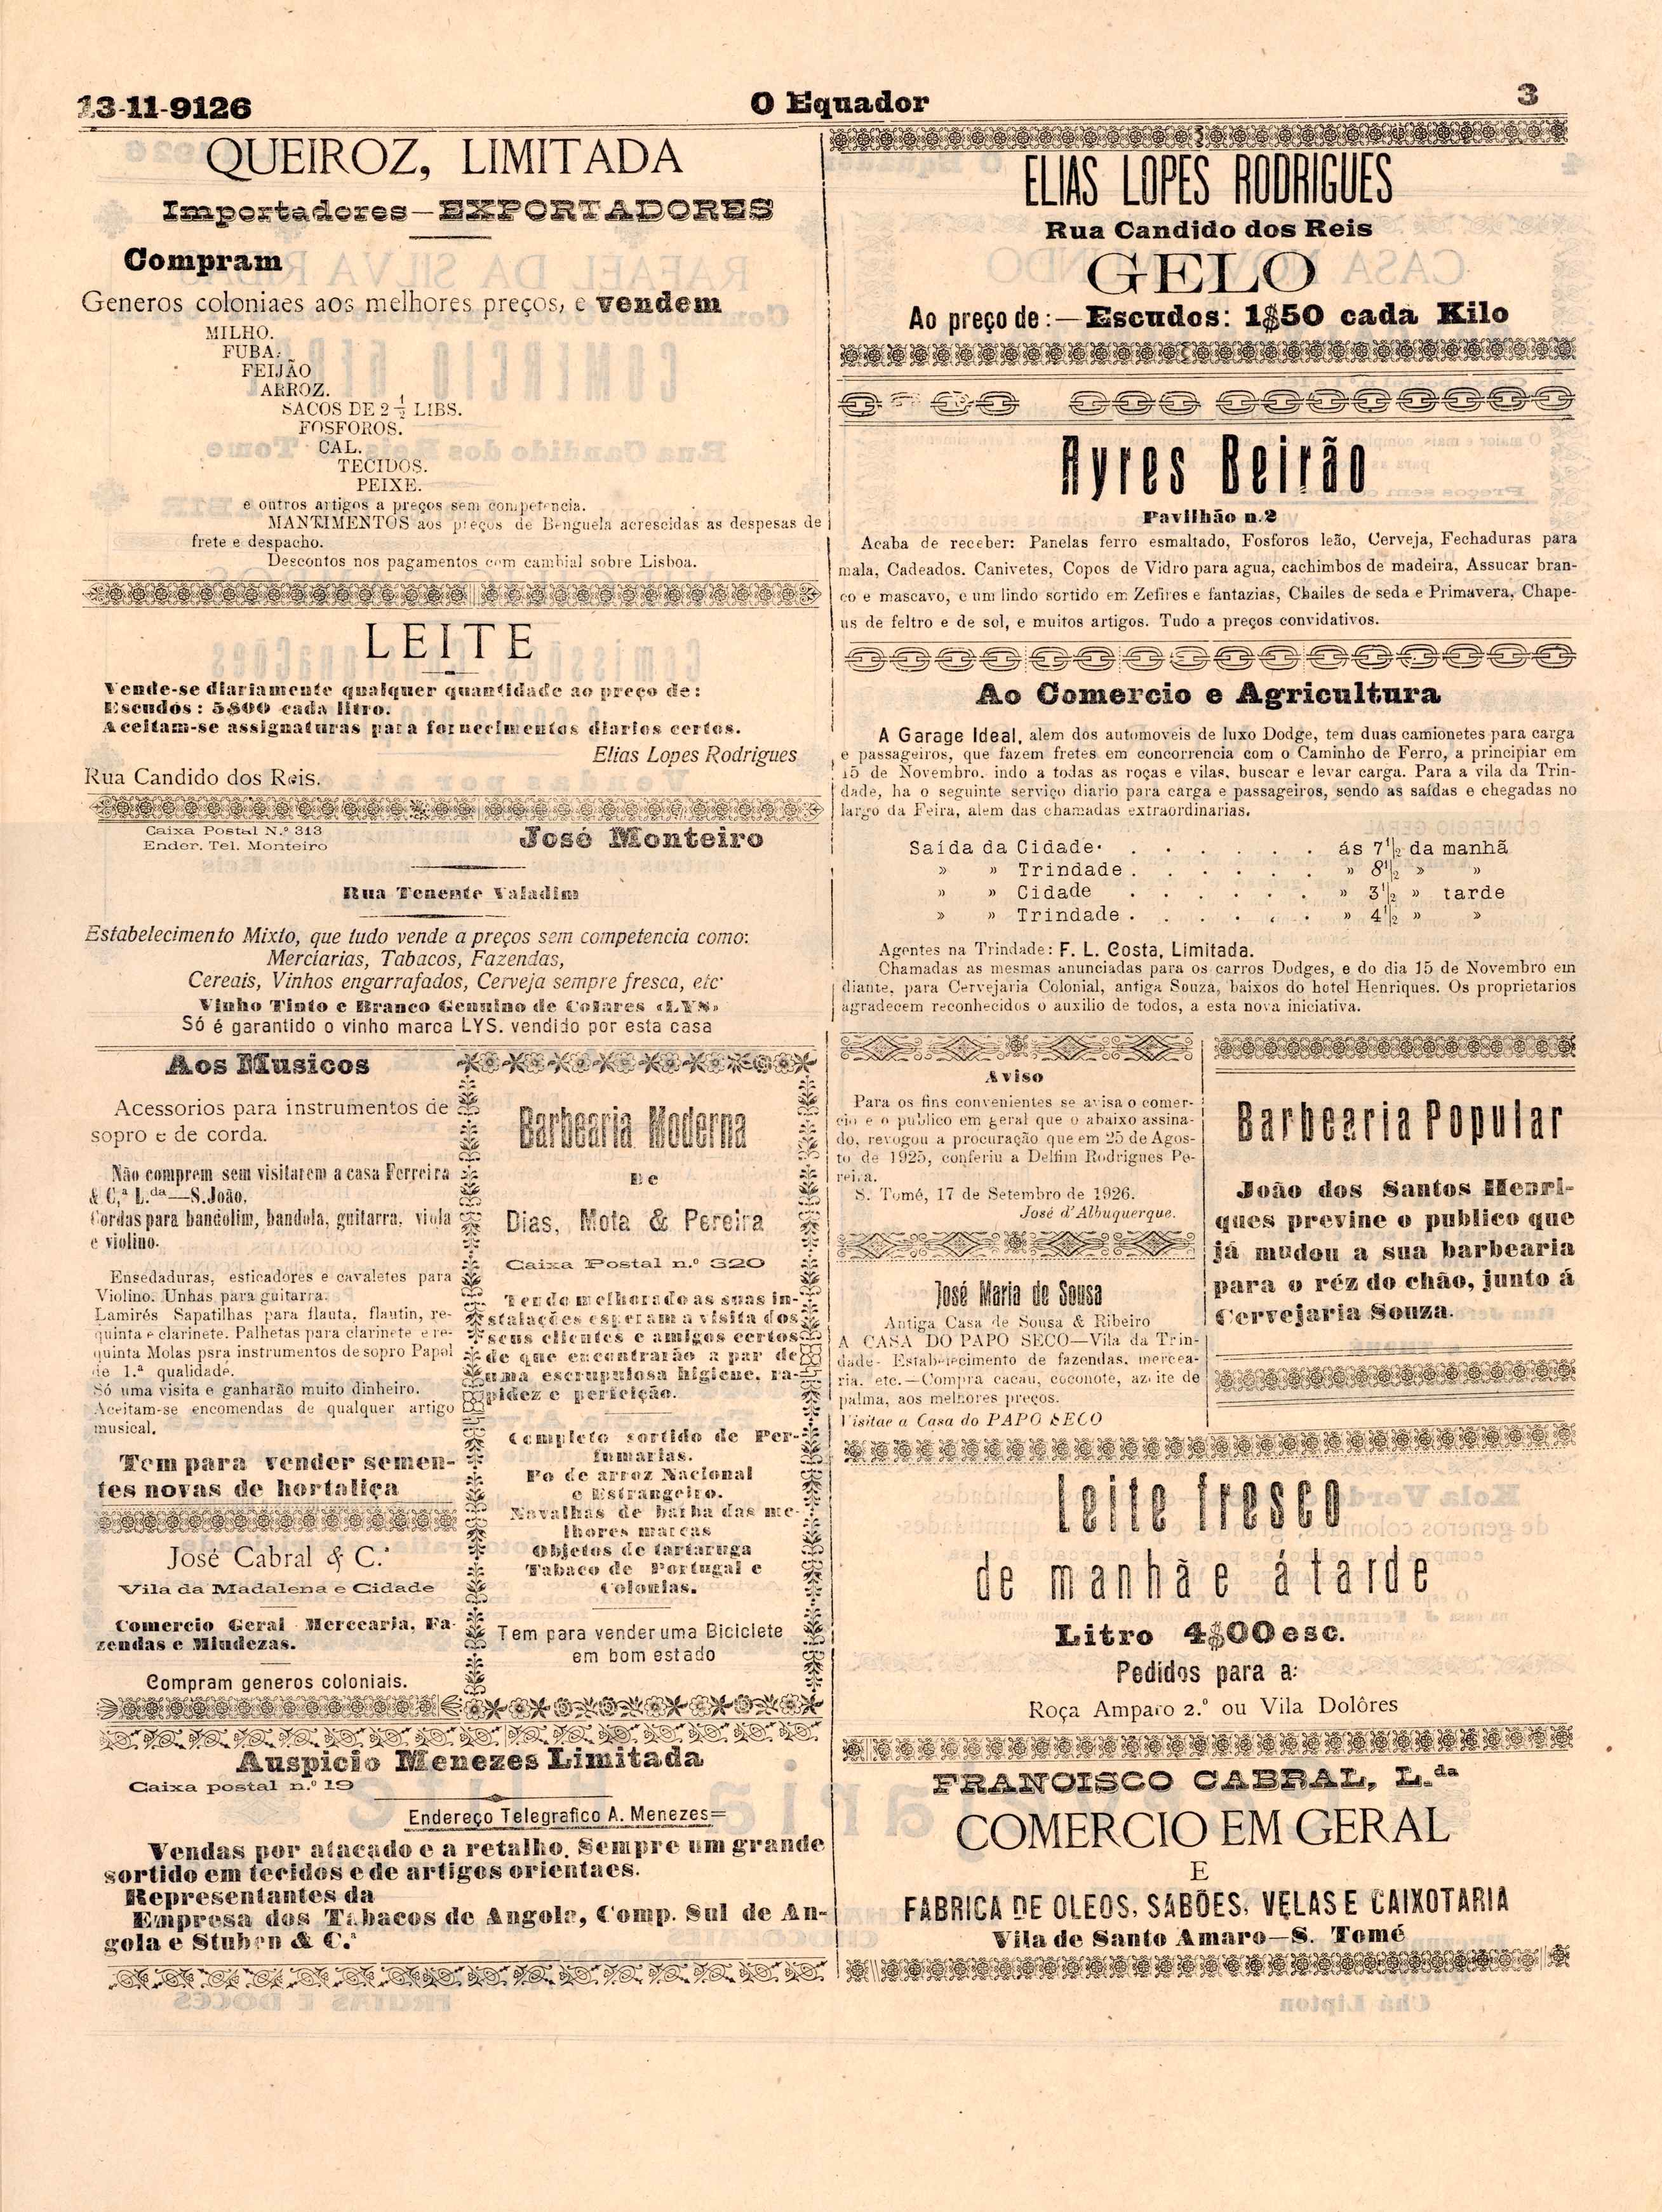 13-11-9126
O Equador
3
QUEIROZ, LIMITADA
Importadores—EXPORTADORES
Compram
Generos coloniaes aos melhores preços, e vendem
MILHO.
FUBA.
FEIJÃO
ARROZ.
SACOS DE 2 ½ LIBS.
FOSFOROS.
CAL.
TECIDOS.
PEIXE.
e outros artigos a preços sem competencia.
MANTIMENTOS aos preços de Benguela acrescidas as despesas de
frete e despacho.
Descontos nos pagamentos com cambial sobre Lisboa.
LEITE
Vende-se diariamente qualquer quantidade ao preço de:
Escudos: 5$00 cada litro.
Aceitam-se assignaturas para fornecimentos diarios certos.
Elias Lopes Rodrigues
Rua Candido dos Reis.
Caixa Postal N.º 313
Ender. Tel. Monteiro
José Monteiro
Rua Tenente Valadim
Estabelecimento Mixto, que tudo vende a preços sem competencia como:
Merciarias, Tabacos, Fazendas,
Cereais, Vinhos engarrafados, Cerveja sempre fresca, etc
Vinho Tinto e Branco Genuino de Colares «LYS»
Só é garantido o vinho marca LYS. vendido por esta casa
Aos Musicos
Acessorios para instrumentos de
sopro e de corda.
Não comprem sem visitarem a casa Ferreira
& C.ª L.da—S.João.
Cordas para bandolim, bandola, guitarra, viola
e violino.
Ensedaduras, esticadores e cavaletes para
Violino. Unhas para guitarra.
Lamirés Sapatilhas para flauta, flautin, re-
quinta e clarinete. Palhetas para clarinete e re-
quinta Molas psra instrumentos de sopro Papel
de 1.ª qualidade.
Só uma visita e ganharão muito dinheiro.
Aceitam-se encomendas de qualquer artigo
musical.
Tem para vender semen-
tes novas de hortaliça
José Cabral & C.ª
Vila da Madalena e Cidade
Comercio Geral Mercearia, Fa-
zendas e Miudezas.
Compram generos coloniais.
Barbearia Moderna
De
Dias, Mota & Pereira
Caixa Postal n.º 320
Tendo melhorado as suas in-
stalações esperam a visita dos
seus clientes e amigos certos
de que encontrarão a par de
uma escrupulosa higiene, ra-
pidez e perfeição.
Completo sortido de Per-
fumarias.
Po de arroz Nacional
e Estrangeiro.
Navalhas de barba das me-
lhores marcas
Objetos de tartaruga
Tabaco de Portugal e
Colonias.
Tem para vender uma Biciclete
em bom estado
Auspicio Menezes Limitada
Caixa postal n.º 19
Endereço Telegrafico A. Menezes=
Vendas por atacado e a retalho. Sempre um grande
sortido em tecidos e de artigos orientaes.
Representantes da
Empresa dos Tabacos de Angola, Comp. Sul de An-
gola e Stuben & C.ª
ELIAS LOPES RODRIGUES
Rua Candido dos Reis
GELO
Ao preço de:—Escudos: 1$50 cada Kilo
Ayres Beirão
Pavilhão n.2
Acaba de receber: Panelas ferro esmaltado, Fosforos leão, Cerveja, Fechaduras para
mala, Cadeados. Canivetes, Copos de Vidro para agua, cachimbos de madeira, Assucar bran-
co e mascavo, e um lindo sortido em Zefires e fantazias, Chailes de seda e Primavera, Chape-
us de feltro e de sol, e muitos artigos. Tudo a preços convidativos.
Ao Comercio e Agricultura
A Garage Ideal, alem dos automoveis de luxo Dodge, tem duas camionetes para carga
e passageiros, que fazem fretes em concorrencia com o Caminho de Ferro, a principiar em
15 de Novembro, indo a todas as roças e vilas, buscar e levar carga. Para a vila da Trin-
dade, ha o seguinte serviço diario para carga e passageiros, sendo as saídas e chegadas no
largo da Feira, alem das chamadas extraordinarias.
Saída da Cidade . . . . . . ás 7 1/2 da manhã
» » Trindade . . . . . . » 8 1/2 » »
» » Cidade . . . . . . » 3 1/2 » tarde
» » Trindade . . . . . . » 4 1/2 » »
Agentes na Trindade: F. L. Costa, Limitada.
Chamadas as mesmas anunciadas para os carros Dodges, e do dia 15 de Novembro em
diante, para Cervejaria Colonial, antiga Souza, baixos do hotel Henriques. Os proprietarios
agradecem reconhecidos o auxilio de todos, a esta nova iniciativa.
Aviso
Para os fins convenientes se avisa o comer-
cio e o publico em geral que o abaixo assina-
do, revogou a procuração que em 25 de Agos-
to de 1925, conferiu a Delfim Rodrigues Pe-
reira.
S. Tomé, 17 de Setembro de 1926.
José d'Albuquerque.
José Maria de Sousa
Antiga Casa de Sousa & Ribeiro
A CASA DO PAPO SECO—Vila da Trin-
dade- Estabelecimento de fazendas. mercea-
ria. etc.—Compra cacau, coconote, azeite de
palma, aos melhores preços.
Visitae a Casa do PAPO SECO
Barbearia Popular
João dos Santos Henri-
ques previne o publico que
já mudou a sua barbearia
para o réz do chão, junto á
Cervejaria Souza.
Leite fresco
de manhã e á tarde
Litro 4$00 esc.
Pedidos para a:
Roça Amparo 2.º ou Vila Dolôres
FRANCISCO CABRAL, L.da
COMERCIO EM GERAL
E
FABRICA DE OLEOS, SABÕES, VELAS E CAIXOTARIA
Vila de Santo Amaro—S. Tomé